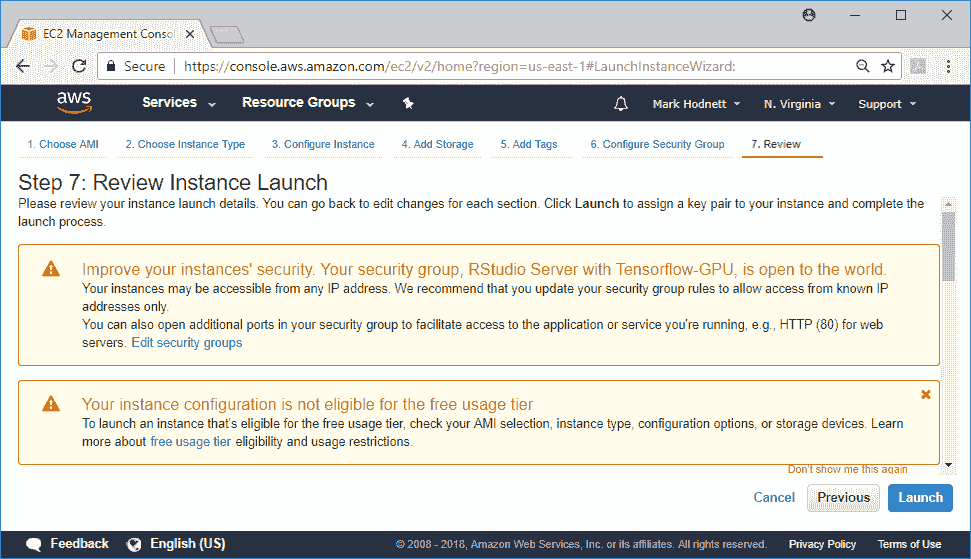 EC2 Management Conso
Secure
https://console.aws.amazon.com/ec2/v2/home?region=us-east-1#LaunchInstanceWizard:
aws
Services
Resource Groups
Mark Hodnett
N. Virginia
Support
1. Choose AMI
2. Choose Instance Type
3. Configure Instance
4. Add Storage
5. Add Tags
6. Configure Security Group
7. Review
Step 7: Review Instance Launch
Please review your instance launch details. You can go back to edit changes for each section. Click Launch to assign a key pair to your instance and complete the
launch process.
Improve your instances' security. Your security group, RStudio Server with Tensorflow-GPU, is open to the world.
Your instances may be accessible from any IP address. We recommend that you update your security group rules to allow access from known IP
addresses only.
You can also open additional ports in your security group to facilitate access to the application or service you're running, e.g., HTTP (80) for web
servers. Edit security groups
Your instance configuration is not eligible for the free usage tier
To launch an instance that's eligible for the free usage tier, check your AMI selection, instance type, configuration options, or storage devices. Learn
more about free usage tier eligibility and usage restrictions.
Don't show me this again
Cancel
Previous
Launch
Feedback
English (US)
© 2008 - 2018, Amazon Web Services, Inc. or its affiliates. All rights reserved.
Privacy Policy
Terms of Use